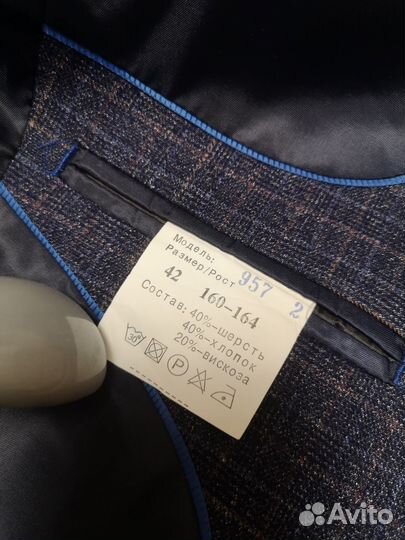 Модель: 957 2
Размер/Рост
42 160-164
Состав: 40%-шерсть
40%-хлопок
20%-вискоза
30°
P
Avito